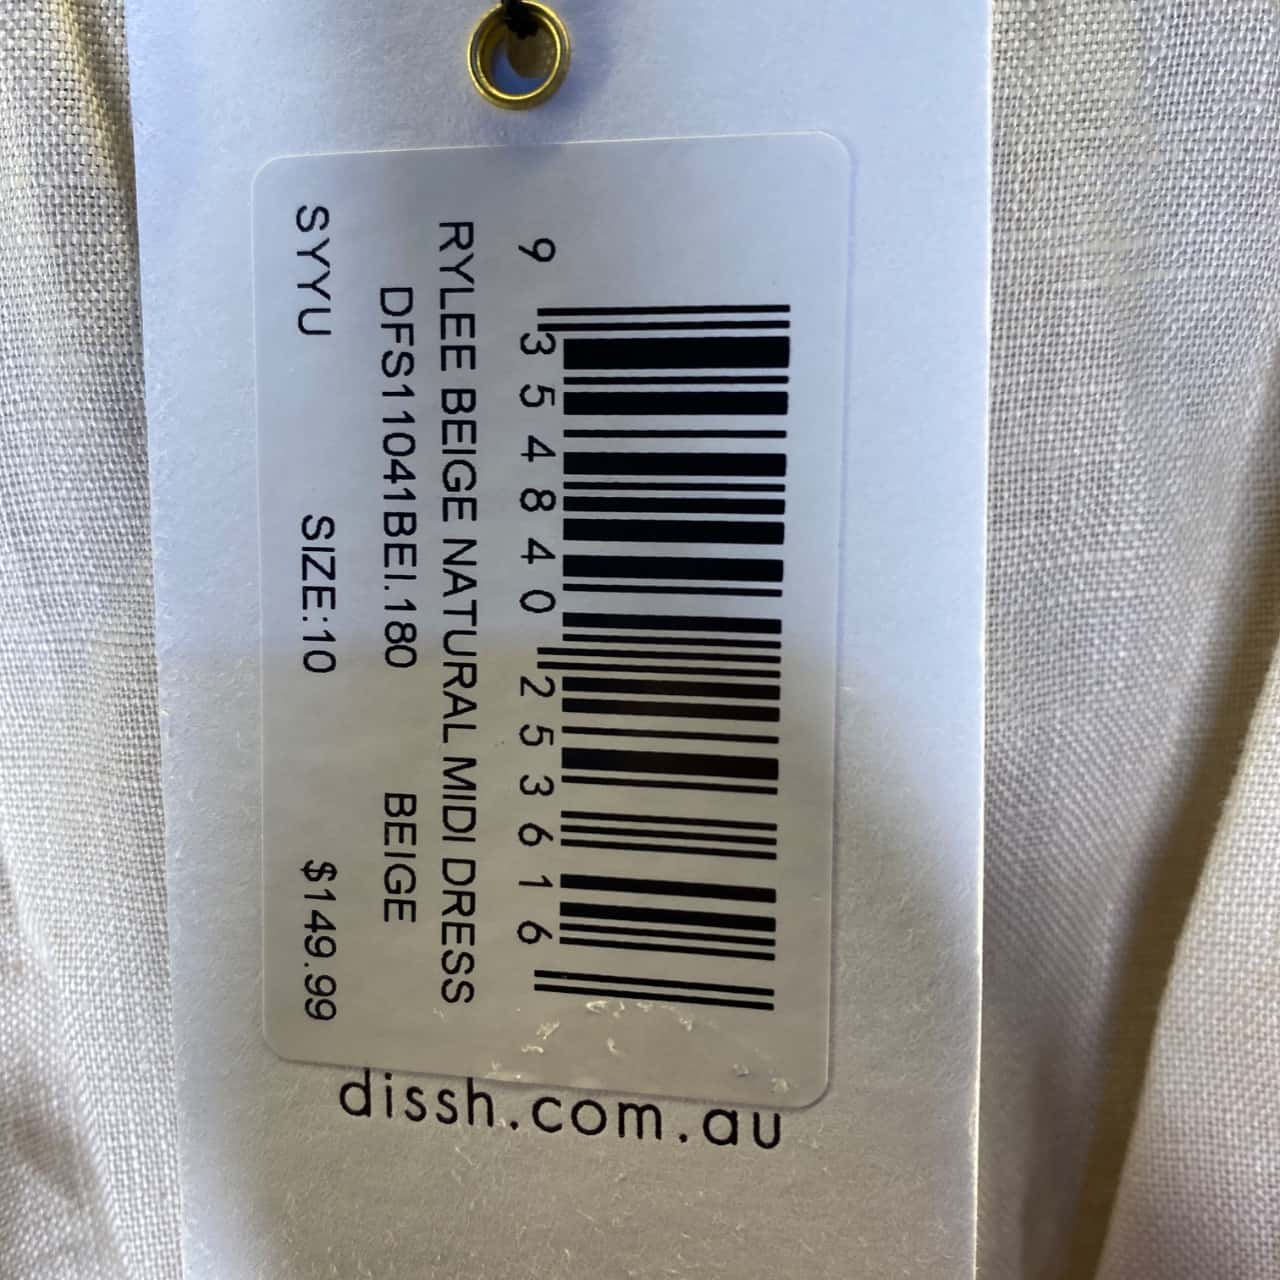 9 354840 253616
RYLEE BEIGE NATURAL MIDI DRESS
DFS11041BEI.180 BEIGE
SYYU SIZE:10 $149.99
dissh.com.au